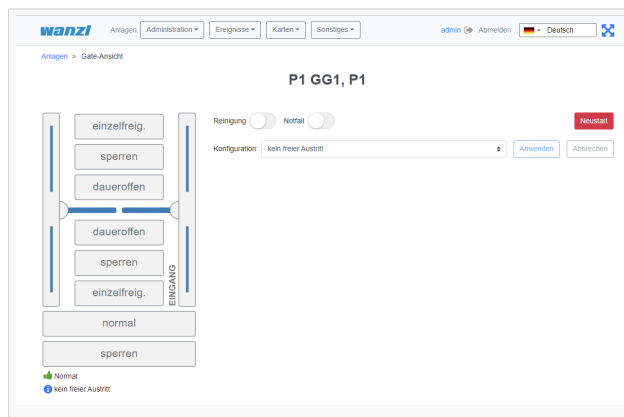 wanzl Anlagen Administration Ereignisse Karten Sonstiges admin Abmelden Deutsch
Anlagen > Gate-Ansicht
P1 GG1, P1
einzelfreig.
sperren
daueroffen
daueroffen
sperren
einzelfreig.
EINGANG
normal
sperren
Normal
kein freier Austritt
Reinigung Notfall Neustart
Konfiguration: kein freier Austritt Anwenden Abbrechen